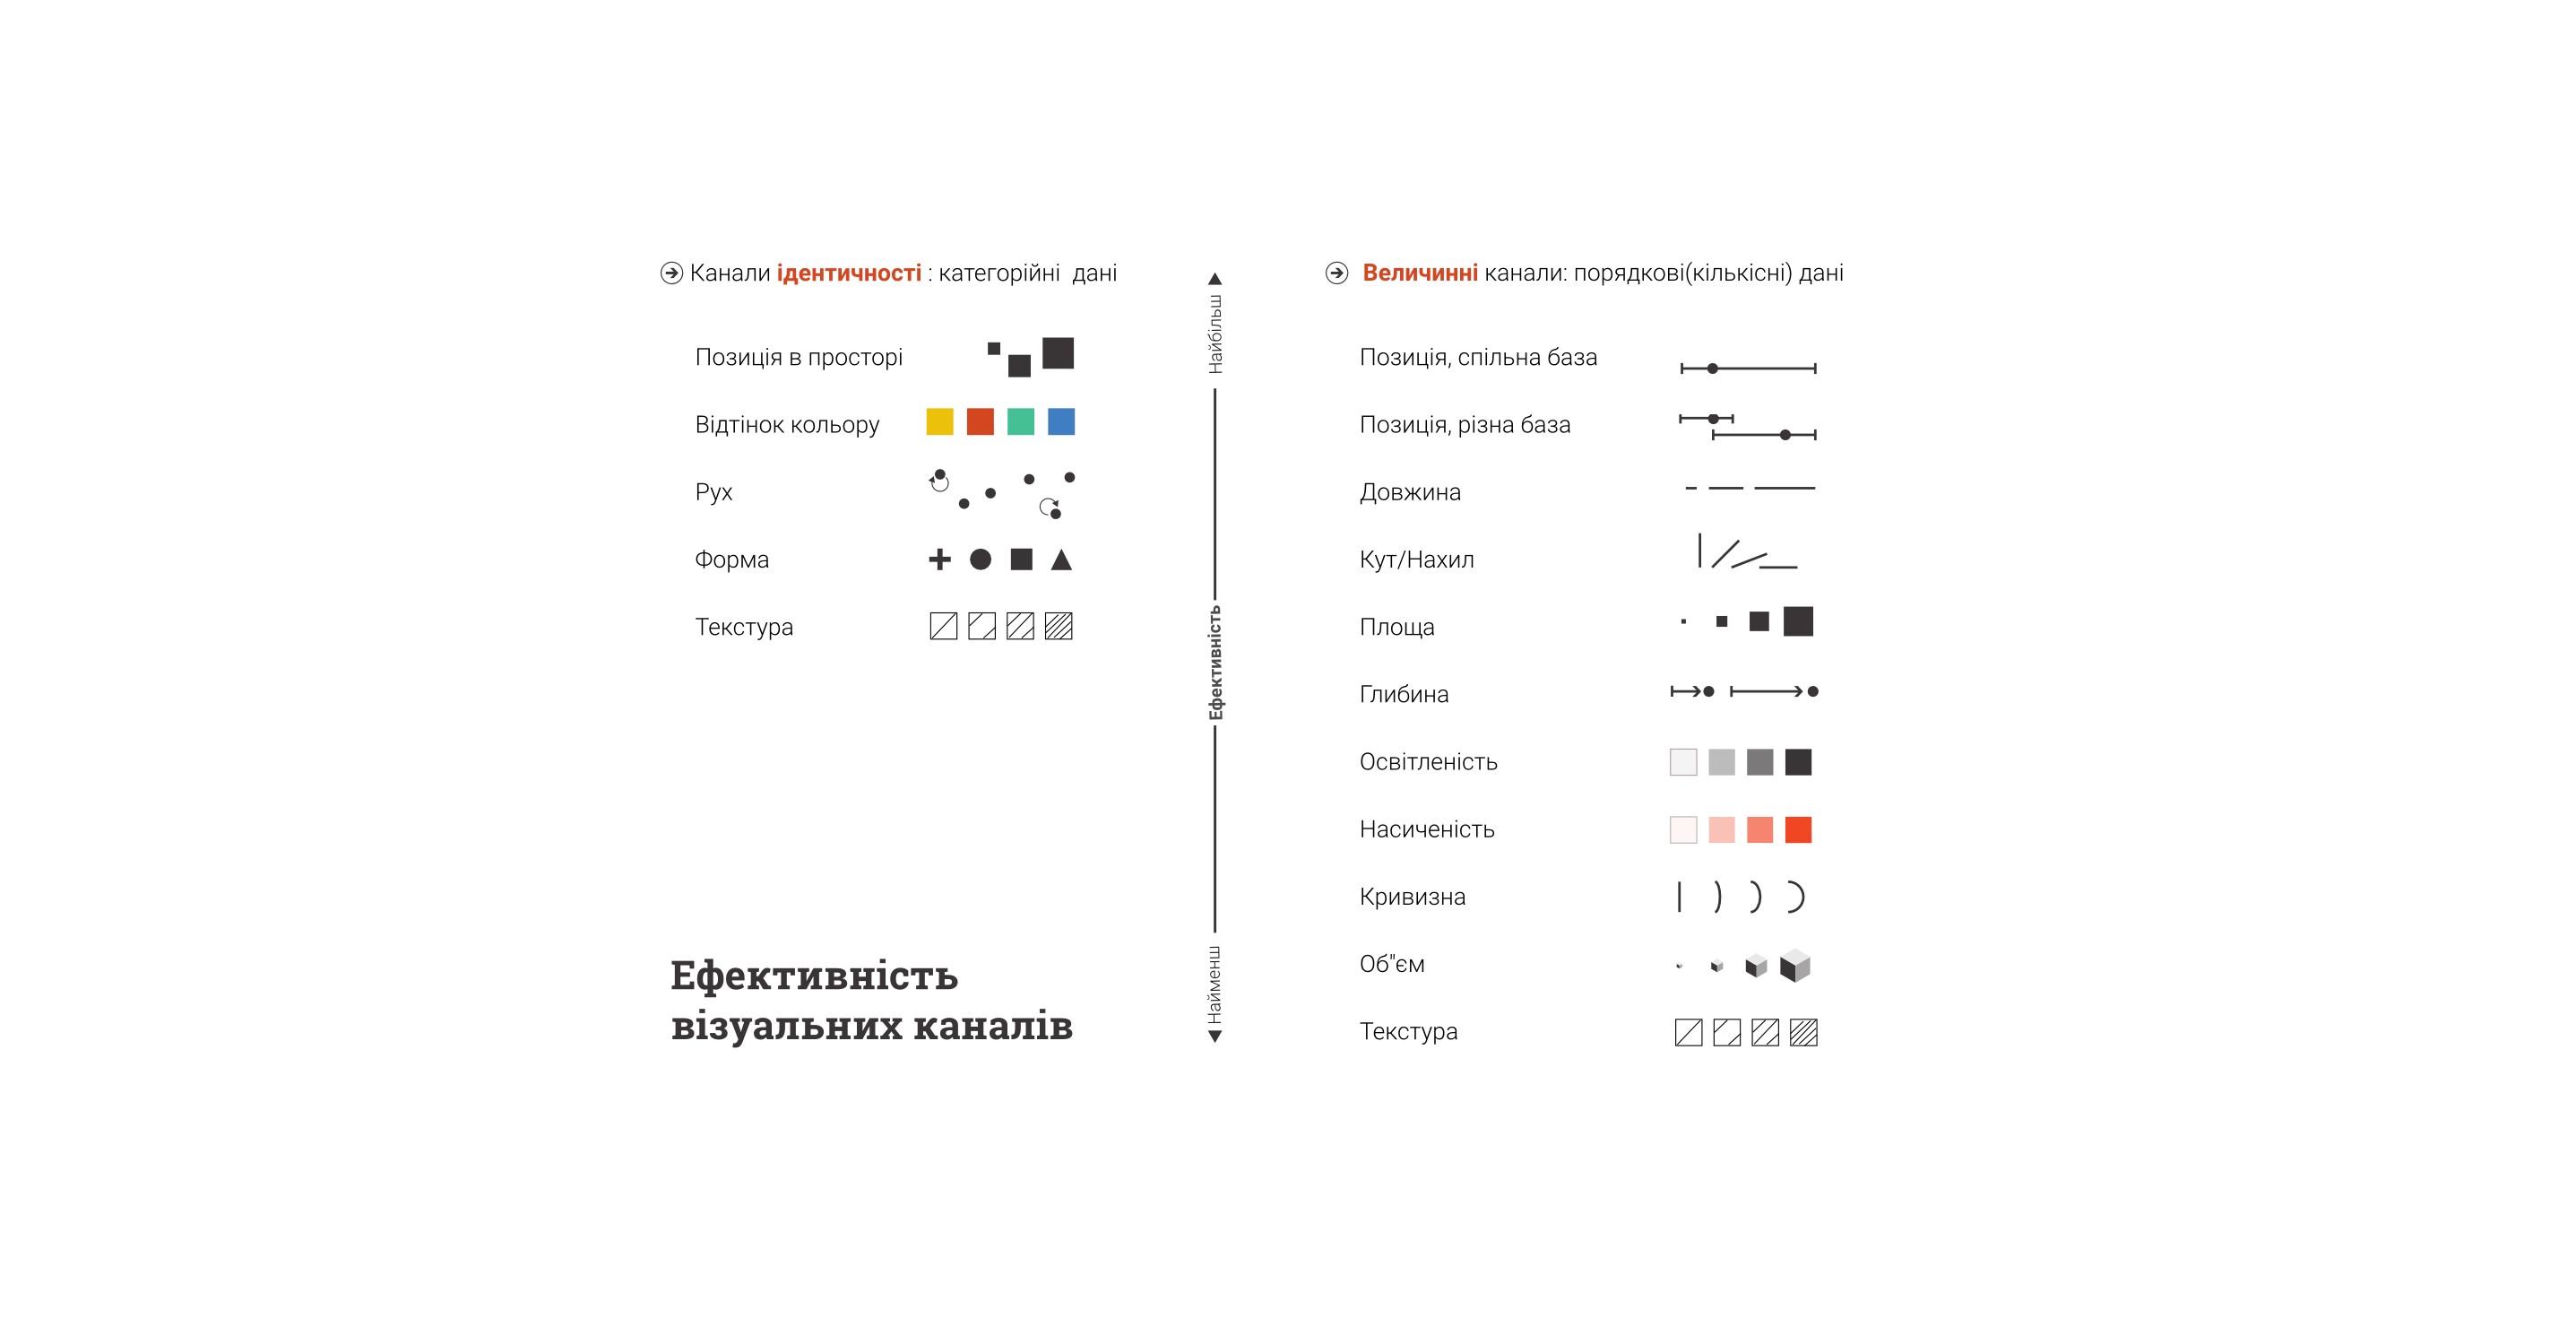 Канали ідентичності : категорійні дані
Позиція в просторі
Відтінок кольору
Рух
Форма
Текстура
Ефективність
візуальних каналів
Найбільш
Ефективність
Найменш
Величинні канали: порядкові(кількісні) дані
Позиція, спільна база
Позиція, різна база
Довжина
Кут/Нахил
Площа
Глибина
Освітленість
Насиченість
Кривизна
Об"єм
Текстура